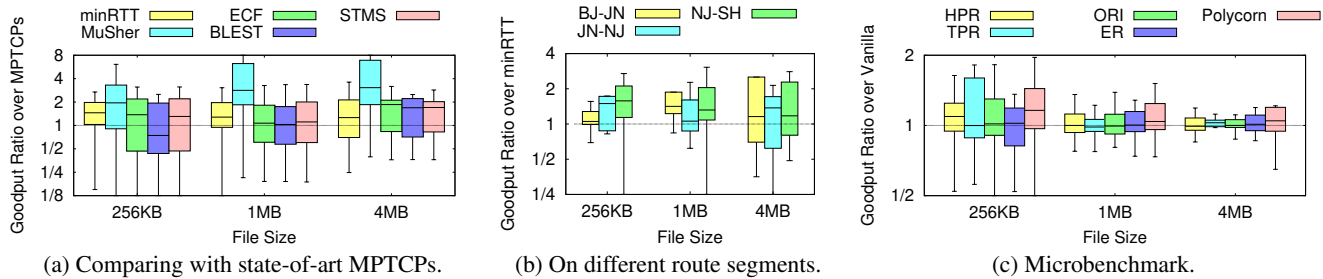 minRTT ECF STMS
MuSher BLEST
Goodput Ratio over MPTCPs
8
4
2
1
1/2
1/4
1/8
256KB 1MB 4MB
File Size
(a) Comparing with state-of-art MPTCPs.
BJ-JN NJ-SH
JN-NJ
Goodput Ratio over minRTT
4
2
1
1/2
1/4
256KB 1MB 4MB
File Size
(b) On different route segments.
HPR ORI Polycorn
TPR ER
Goodput Ratio over Vanilla
2
1
1/2
256KB 1MB 4MB
File Size
(c) Microbenchmark.